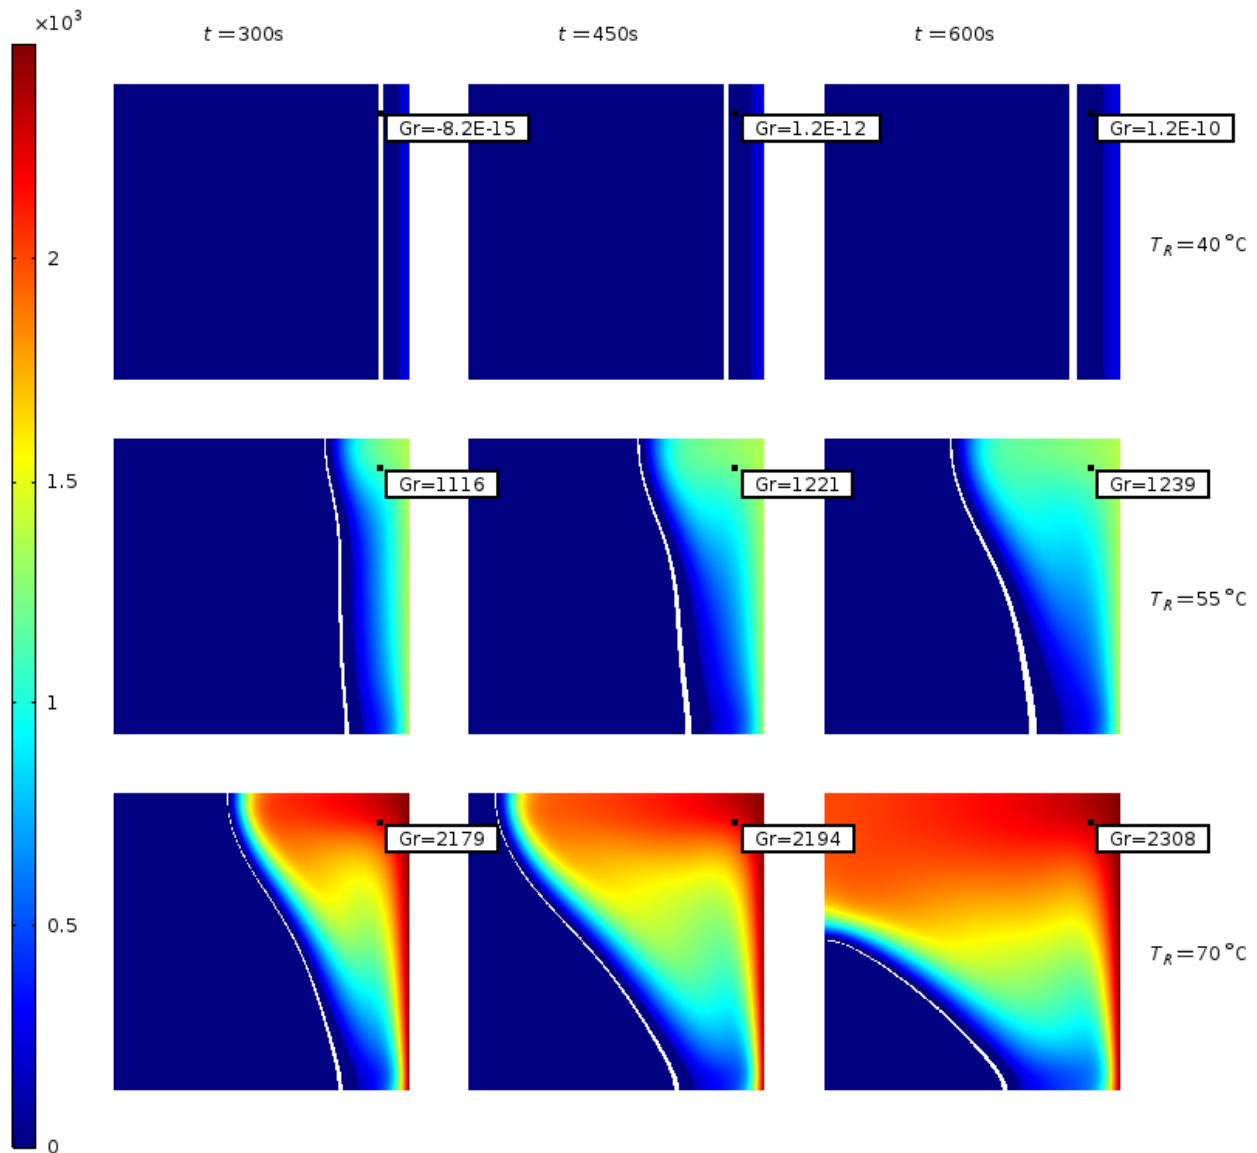 ×10³
t = 300s
t = 450s
t = 600s
Gr=-8.2E-15
Gr=1.2E-12
Gr=1.2E-10
T_R = 40 °C
2
Gr=1116
Gr=1221
Gr=1239
1.5
T_R = 55 °C
1
Gr=2179
Gr=2194
Gr=2308
0.5
T_R = 70 °C
0